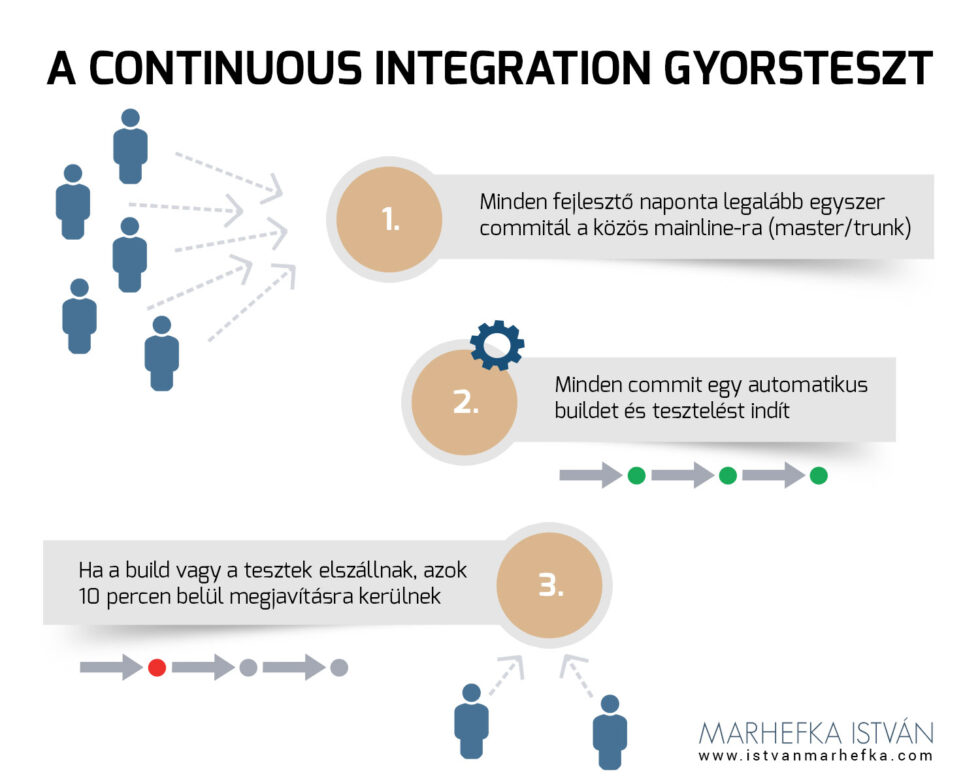 A CONTINUOUS INTEGRATION GYORSTESZT
1.
Minden fejlesztő naponta legalább egyszer
commitál a közös mainline-ra (master/trunk)
2.
Minden commit egy automatikus
buildet és tesztelést indít
Ha a build vagy a tesztek elszállnak, azok
10 percen belül megjavításra kerülnek
3.
MARHEFKA ISTVÁN
www.istvanmarhefka.com